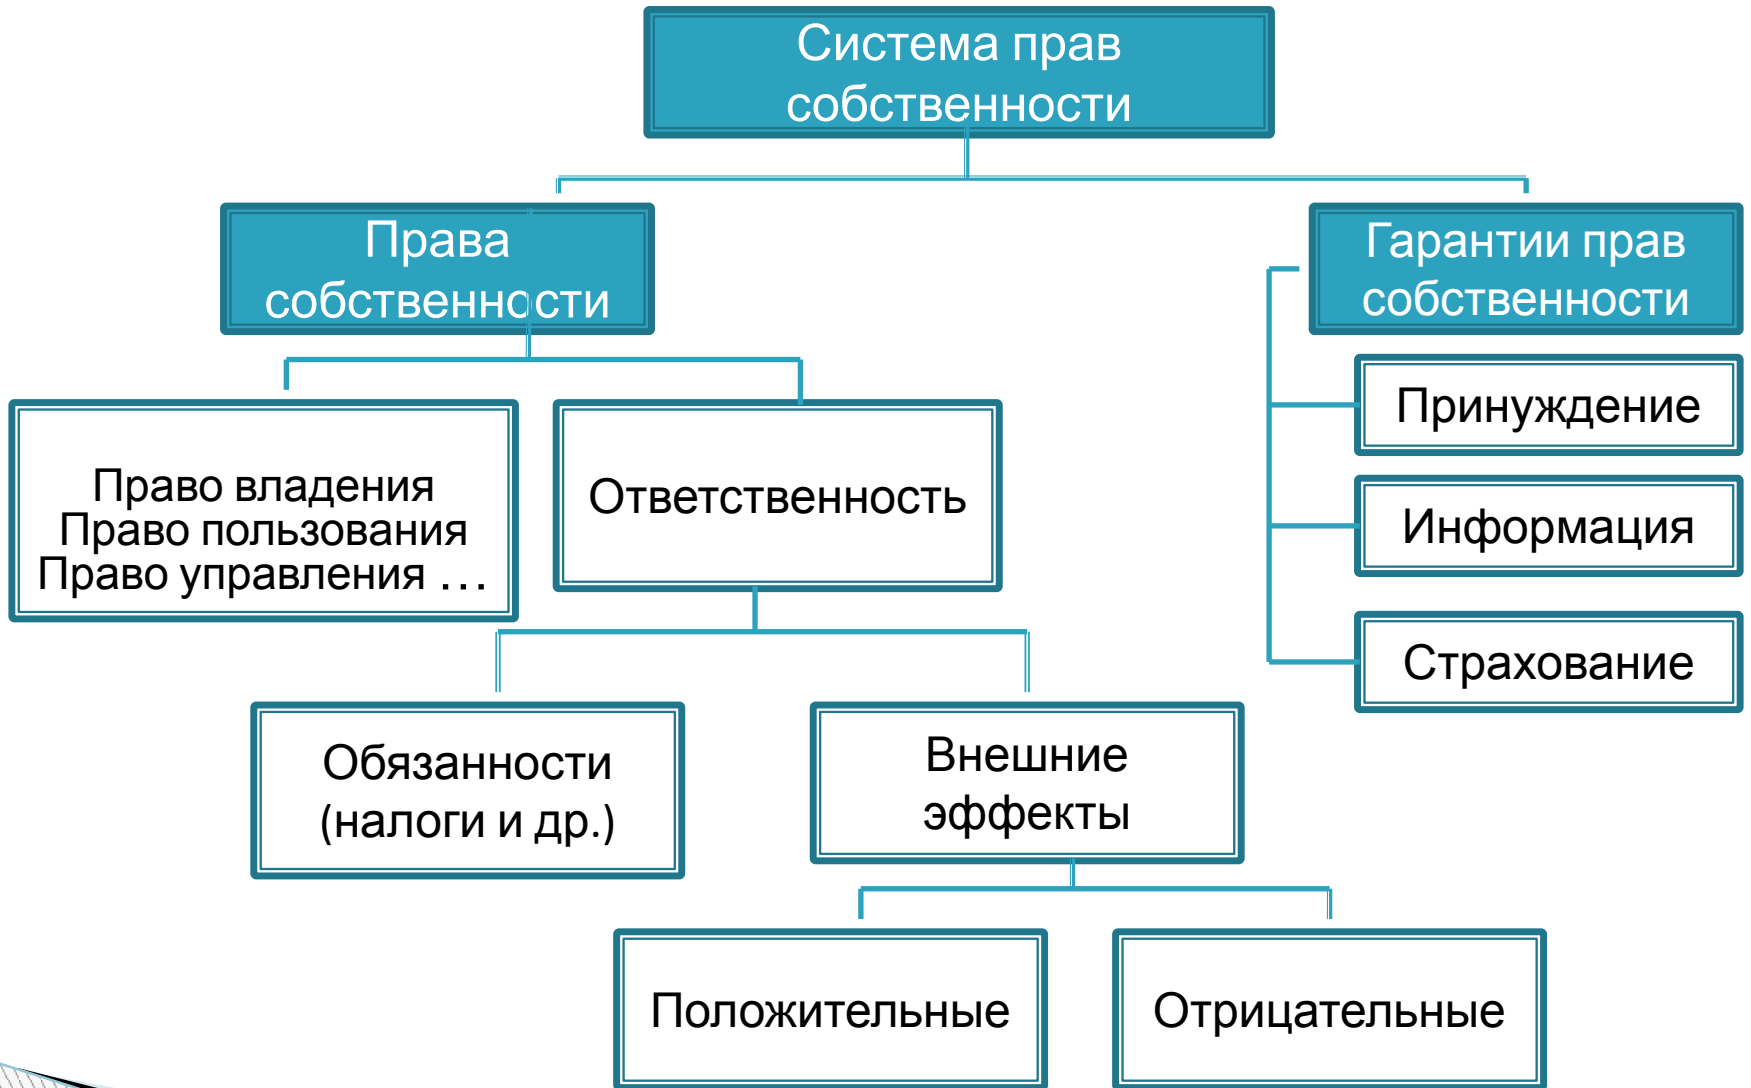 Система прав
собственности
Права
собственности
Гарантии прав
собственности
Принуждение
Право владения
Право пользования
Право управления …
Ответственность
Информация
Страхование
Обязанности
(налоги и др.)
Внешние
эффекты
Положительные
Отрицательные